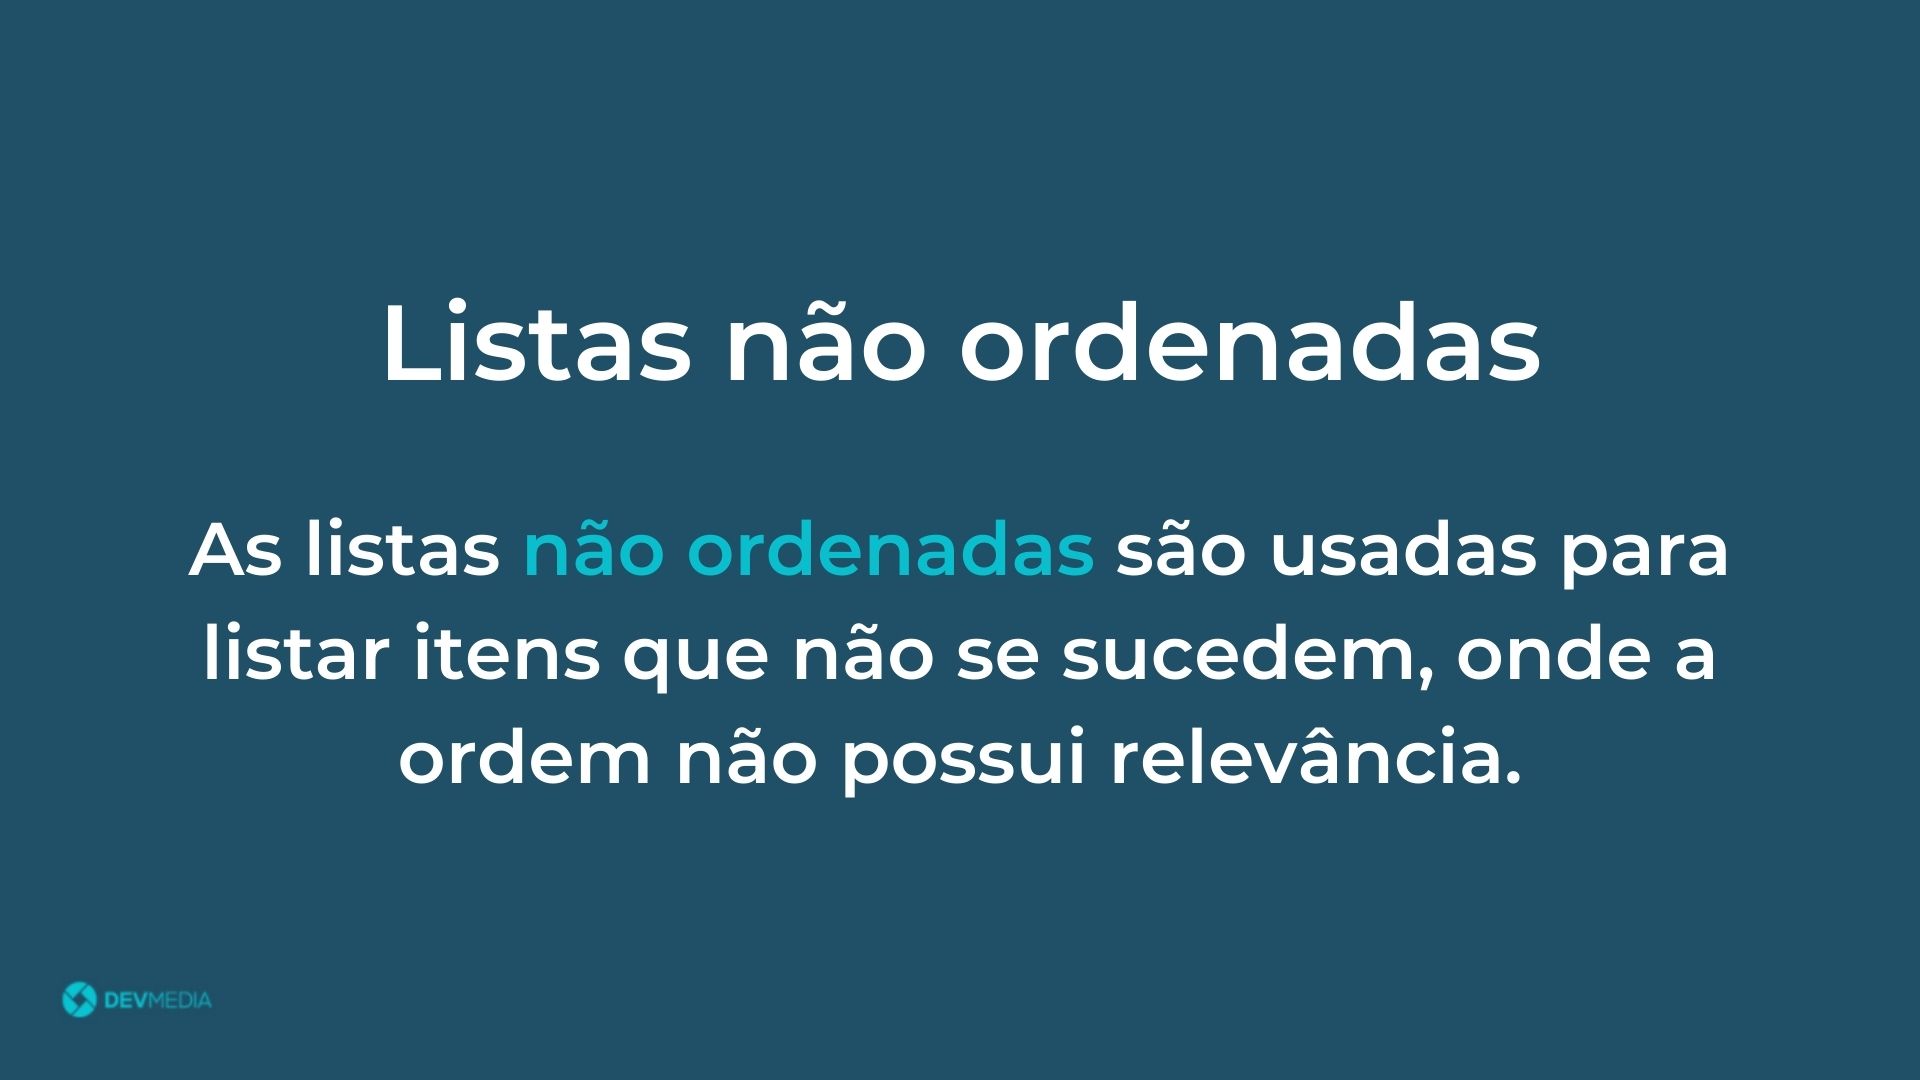 Listas não ordenadas
As listas não ordenadas são usadas para
listar itens que não se sucedem, onde a
ordem não possui relevância.
DEVMEDIA